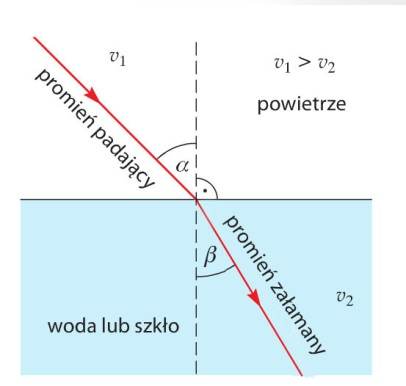 v₁
v₁ > v₂
powietrze
promień padający
α
β
promień załamany
v₂
woda lub szkło